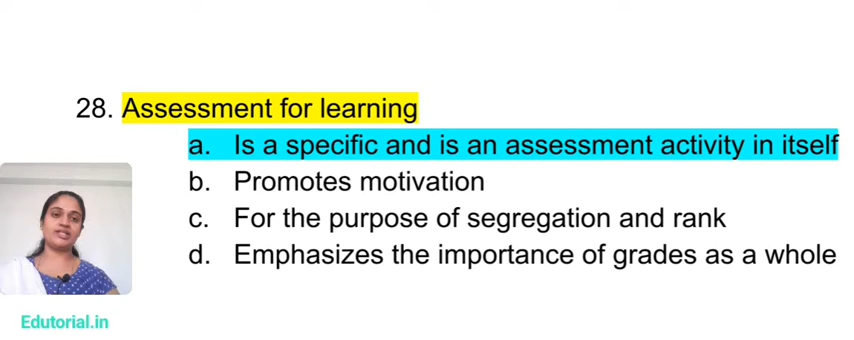 28. Assessment for learning
a. Is a specific and is an assessment activity in itself
b. Promotes motivation
c. For the purpose of segregation and rank
d. Emphasizes the importance of grades as a whole
Edutorial.in